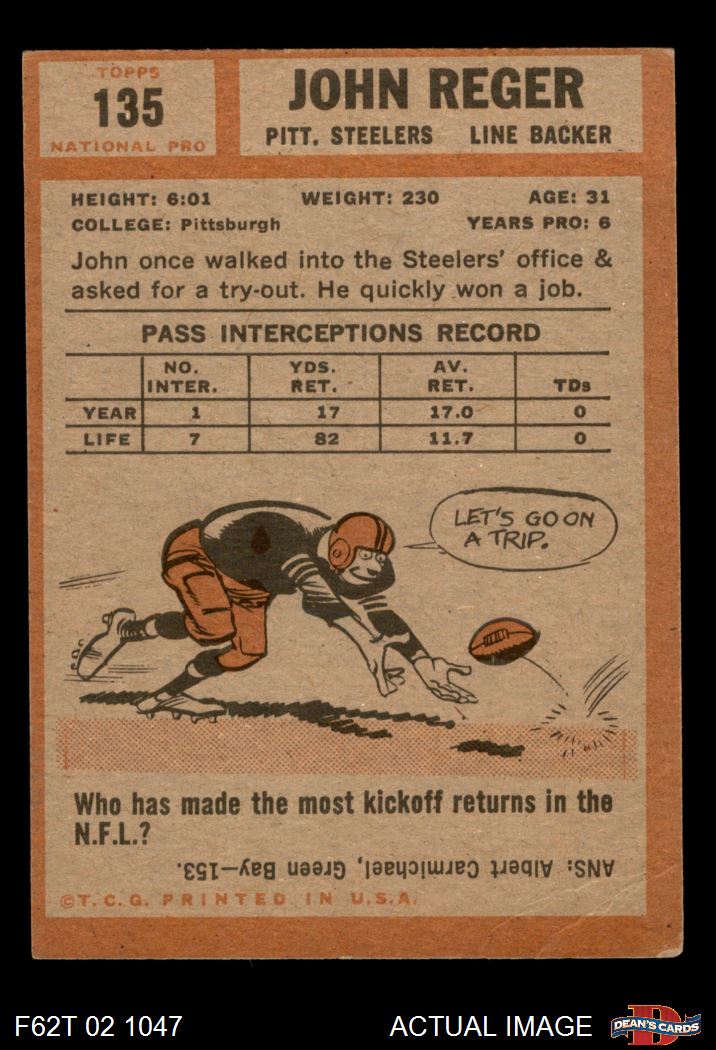 TOPPS
135
NATIONAL PRO
JOHN REGER
PITT. STEELERS LINE BACKER
HEIGHT: 6:01 WEIGHT: 230 AGE: 31
COLLEGE: Pittsburgh YEARS PRO: 6
John once walked into the Steelers' office &
asked for a try-out. He quickly won a job.
PASS INTERCEPTIONS RECORD
NO. INTER. YDS. RET. AV. RET. TDs
YEAR 1 17 17.0 0
LIFE 7 82 11.7 0
LET'S GO ON
A TRIP.
Who has made the most kickoff returns in the
N.F.L.?
ANS: Albert Carmichael, Green Bay—153.
©T.C.G. PRINTED IN U.S.A.
F62T 02 1047 ACTUAL IMAGE
D
DEAN'S CARDS